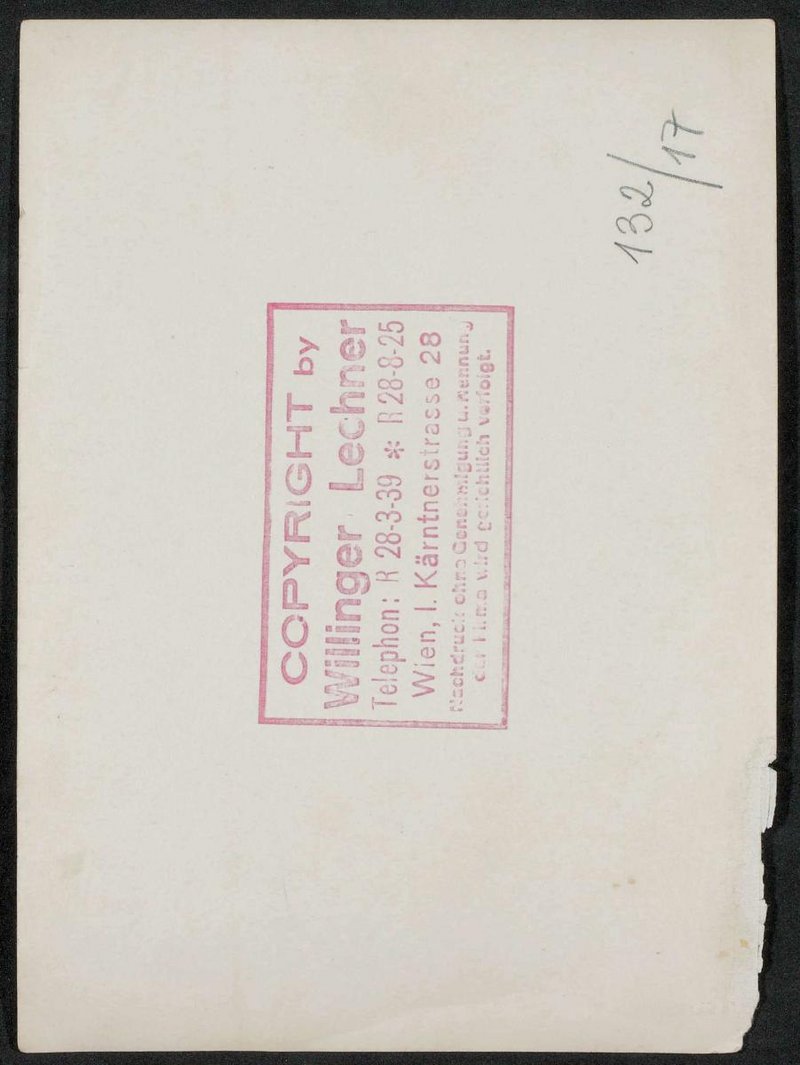 COPYRIGHT by
Willinger Lechner
Telephon: R 28-3-39 * R 28-8-25
Wien, I. Kärntnerstrasse 28
Nachdruck ohne Genehmigung u. Nennung
der Firma wird gerichtlich verfolgt.
132/17